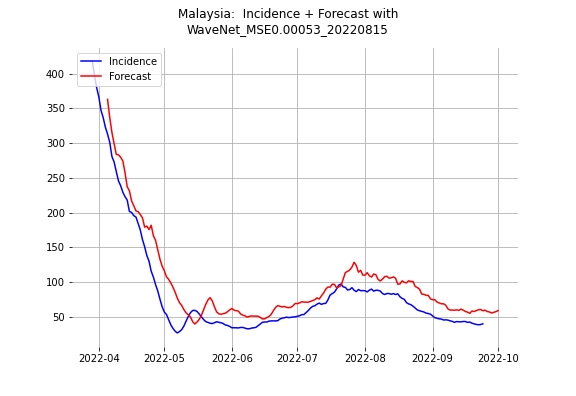 Malaysia:  Incidence + Forecast with
WaveNet_MSE0.00053_20220815
Incidence
Forecast
400
350
300
250
200
150
100
50
2022-04 2022-05 2022-06 2022-07 2022-08 2022-09 2022-10